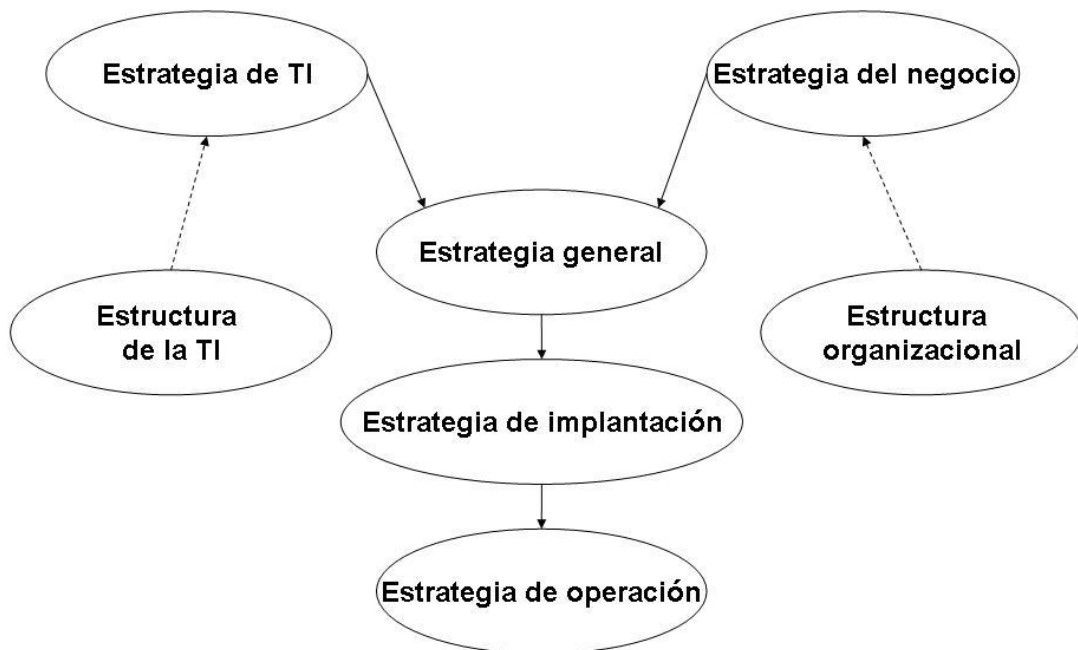 Estrategia de TI
Estrategia del negocio
Estrategia general
Estructura
de la TI
Estructura
organizacional
Estrategia de implantación
Estrategia de operación